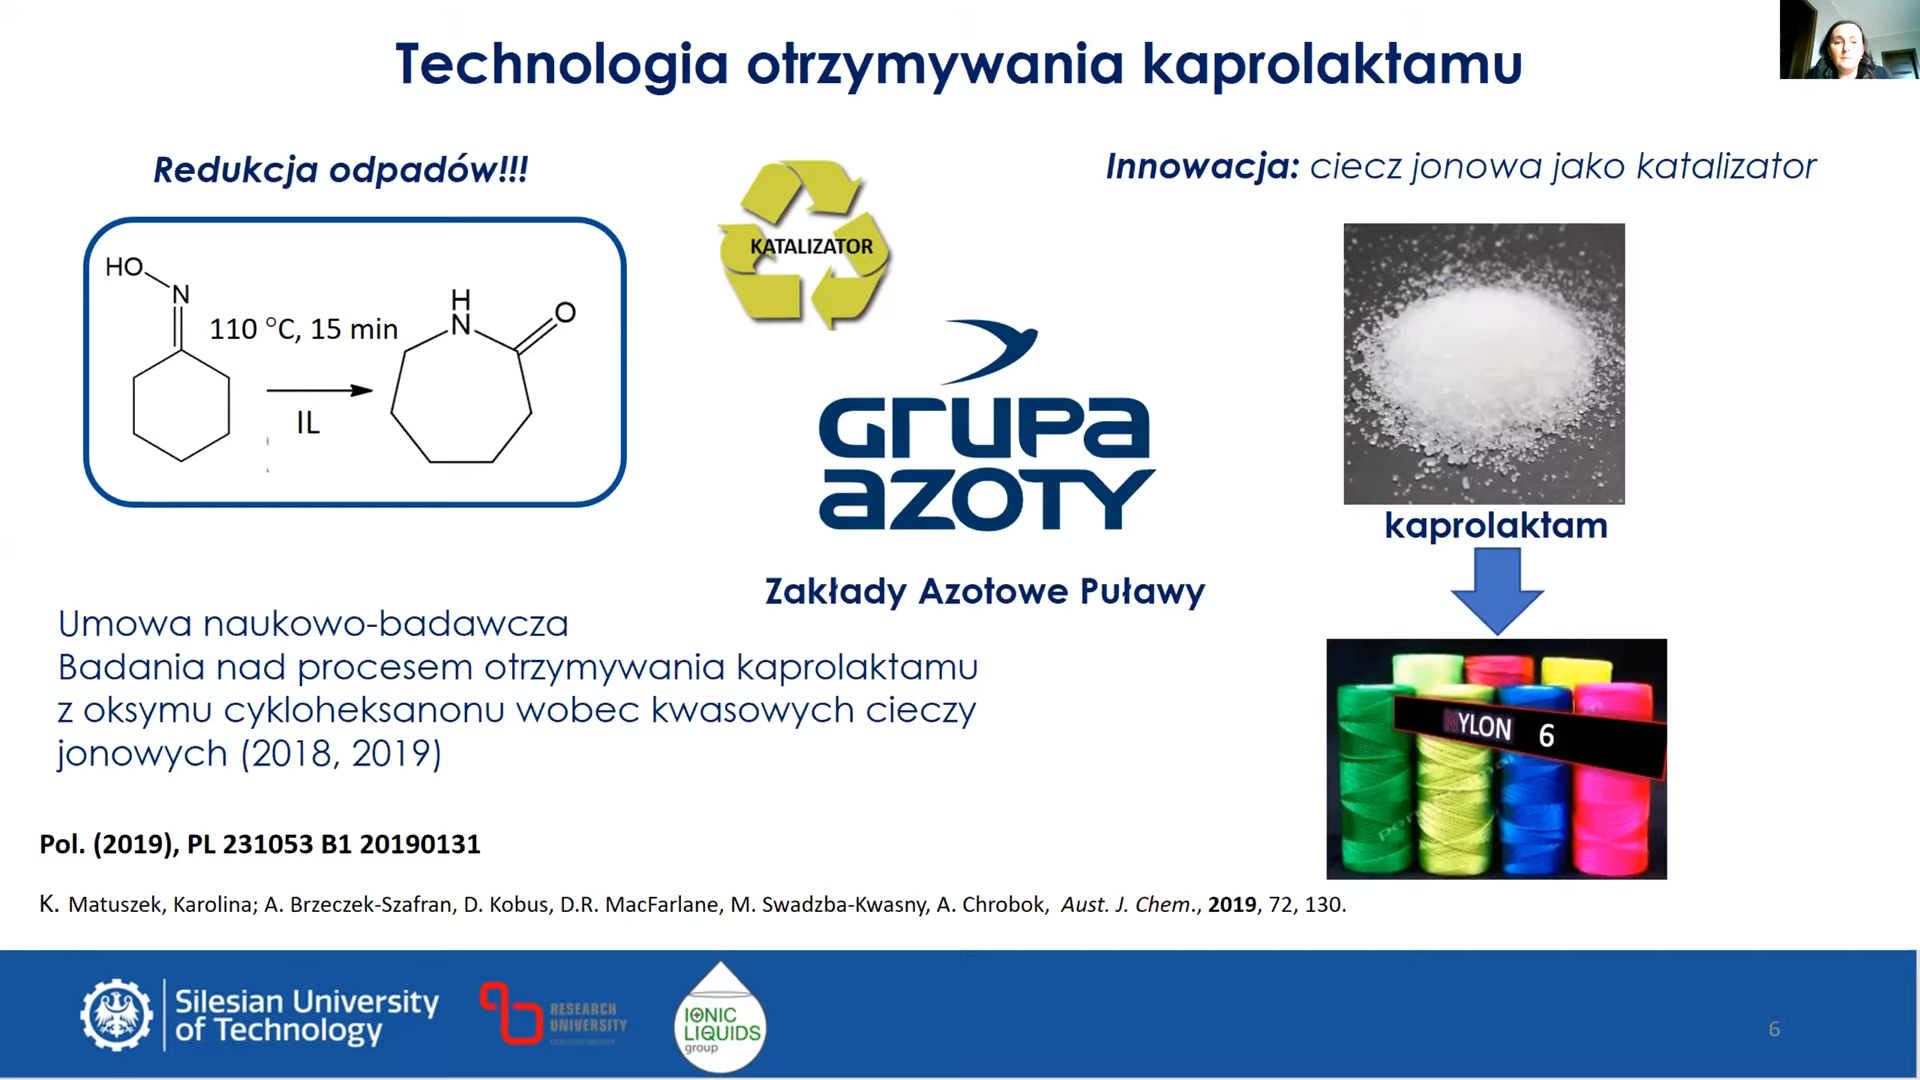 Technologia otrzymywania kaprolaktamu
Redukcja odpadów!!!
Innowacja: ciecz jonowa jako katalizator
KATALIZATOR
HO
N
110 °C, 15 min
IL
H
N
O
GRUPA
AZOTY
Zakłady Azotowe Puławy
kaprolaktam
NYLON 6
Umowa naukowo-badawcza
Badania nad procesem otrzymywania kaprolaktamu
z oksymu cykloheksanonu wobec kwasowych cieczy
jonowych (2018, 2019)
Pol. (2019), PL 231053 B1 20190131
K. Matuszek, Karolina; A. Brzeczek-Szafran, D. Kobus, D.R. MacFarlane, M. Swadzba-Kwasny, A. Chrobok, Aust. J. Chem., 2019, 72, 130.
Silesian University
of Technology
RESEARCH
UNIVERSITY
IONIC
LIQUIDS
group
6